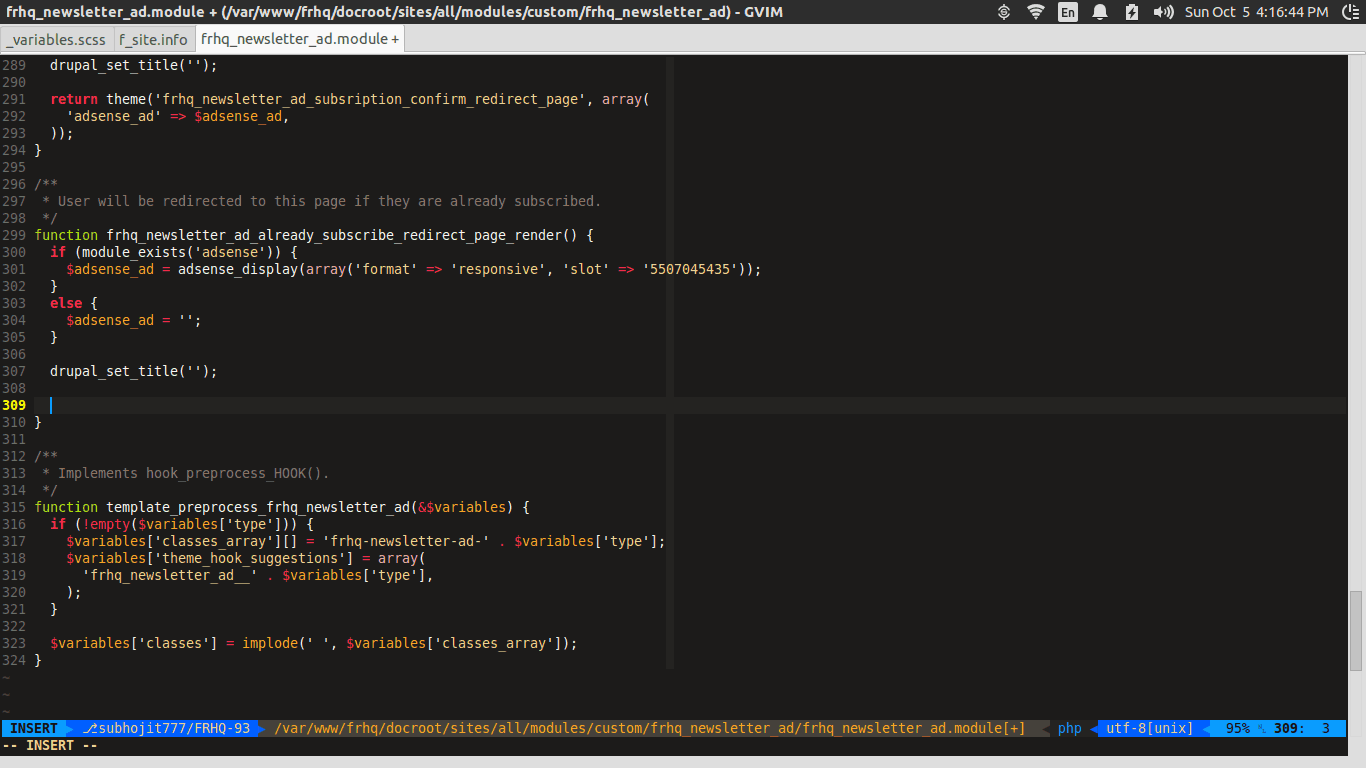 frhq_newsletter_ad.module + (/var/www/frhq/docroot/sites/all/modules/custom/frhq_newsletter_ad) - GVIM En Sun Oct 5 4:16:44 PM
_variables.scss f_site.info frhq_newsletter_ad.module +
289   drupal_set_title('');
290
291   return theme('frhq_newsletter_ad_subsription_confirm_redirect_page', array(
292     'adsense_ad' => $adsense_ad,
293   ));
294 }
295
296 /**
297  * User will be redirected to this page if they are already subscribed.
298  */
299 function frhq_newsletter_ad_already_subscribe_redirect_page_render() {
300   if (module_exists('adsense')) {
301     $adsense_ad = adsense_display(array('format' => 'responsive', 'slot' => '5507045435'));
302   }
303   else {
304     $adsense_ad = '';
305   }
306
307   drupal_set_title('');
308
309
310 }
311
312 /**
313  * Implements hook_preprocess_HOOK().
314  */
315 function template_preprocess_frhq_newsletter_ad(&$variables) {
316   if (!empty($variables['type'])) {
317     $variables['classes_array'][] = 'frhq-newsletter-ad-' . $variables['type'];
318     $variables['theme_hook_suggestions'] = array(
319       'frhq_newsletter_ad__' . $variables['type'],
320     );
321   }
322
323   $variables['classes'] = implode(' ', $variables['classes_array']);
324 }
~
~
~
INSERT subhojit777/FRHQ-93 /var/www/frhq/docroot/sites/all/modules/custom/frhq_newsletter_ad/frhq_newsletter_ad.module[+] php utf-8[unix] 95% 309: 3
-- INSERT --